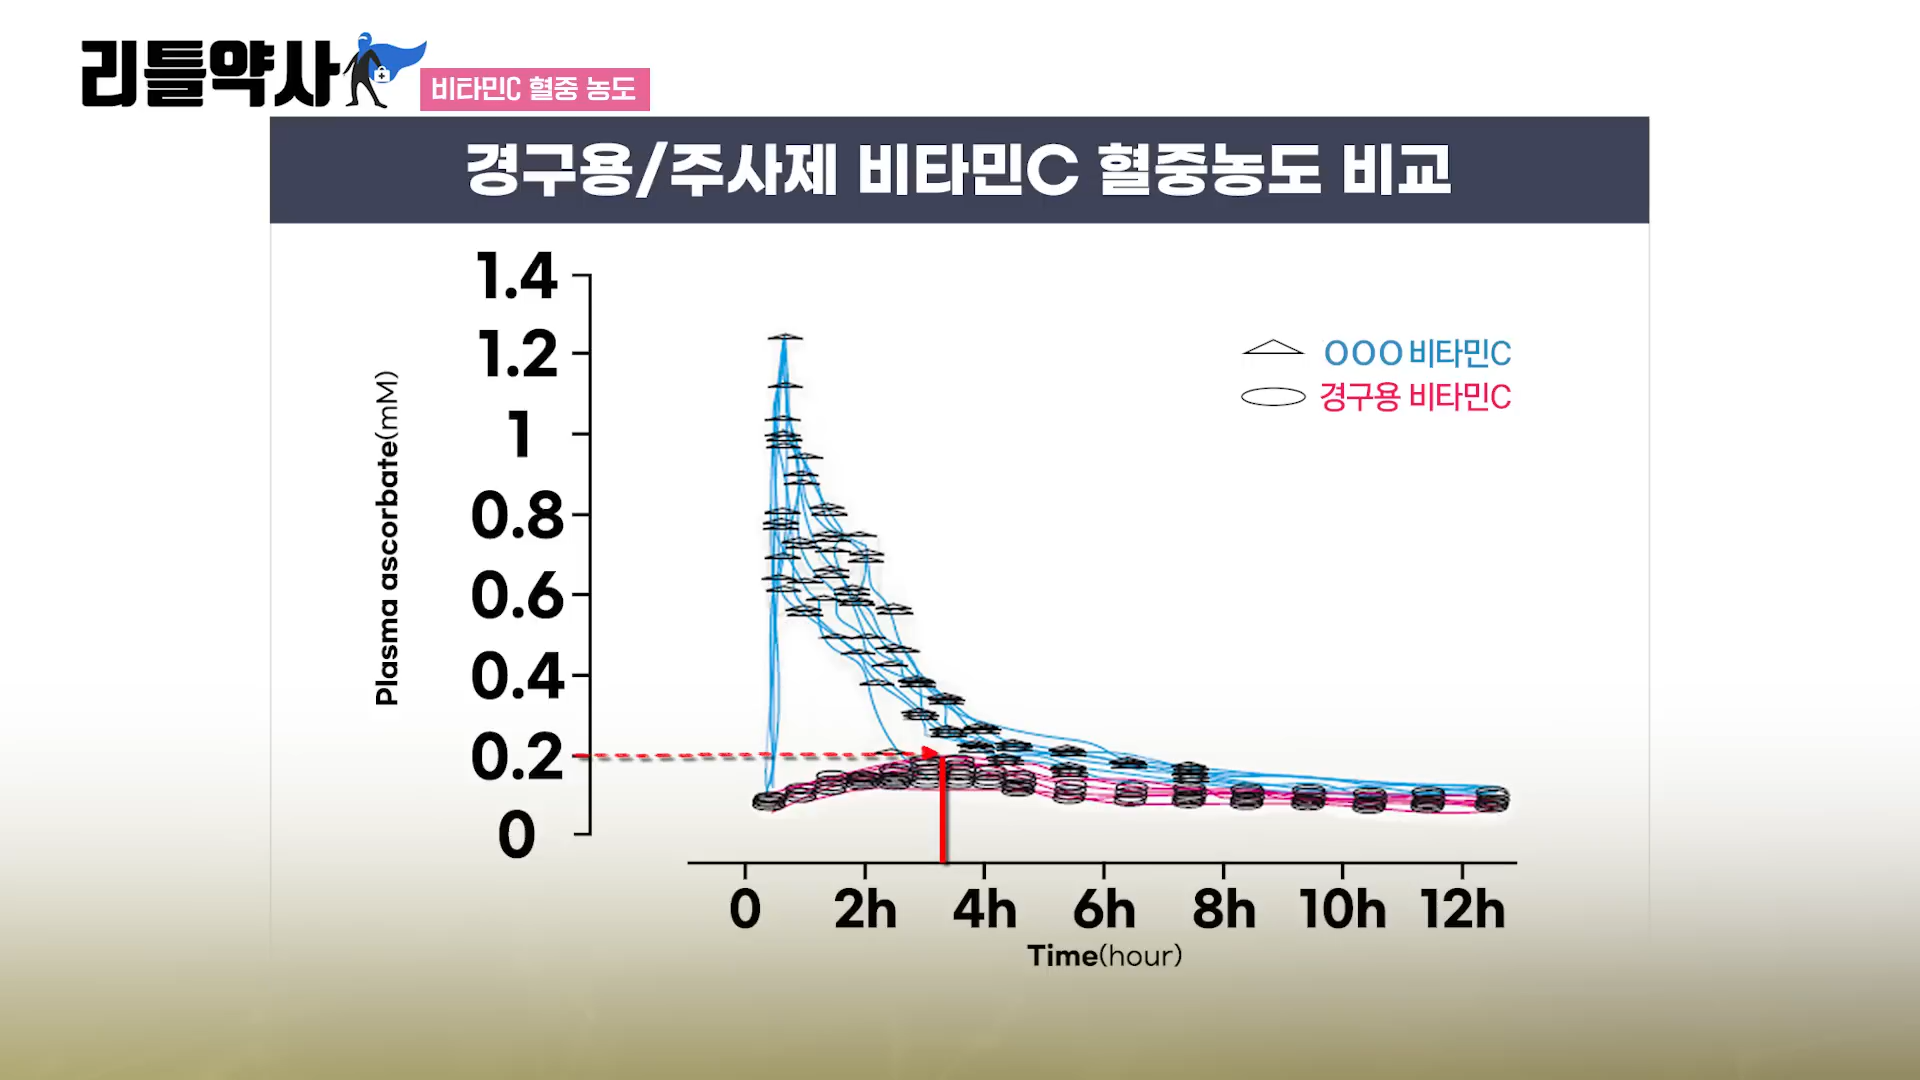 리틀약사
비타민C 혈중 농도
경구용/주사제 비타민C 혈중농도 비교
1.4
1.2
1
0.8
0.6
0.4
0.2
0
Plasma ascorbate(mM)
OOO 비타민C
경구용 비타민C
0 2h 4h 6h 8h 10h 12h
Time(hour)